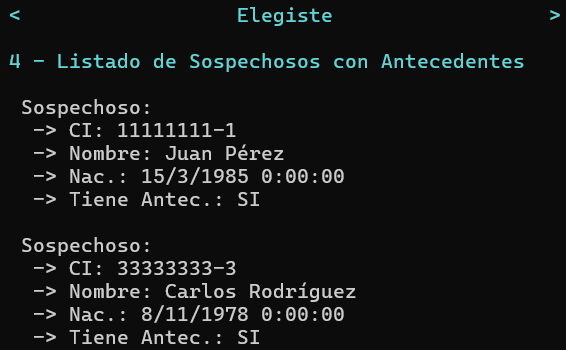 < Elegiste >
4 - Listado de Sospechosos con Antecedentes
Sospechoso:
-> CI: 11111111-1
-> Nombre: Juan Pérez
-> Nac.: 15/3/1985 0:00:00
-> Tiene Antec.: SI
Sospechoso:
-> CI: 33333333-3
-> Nombre: Carlos Rodríguez
-> Nac.: 8/11/1978 0:00:00
-> Tiene Antec.: SI